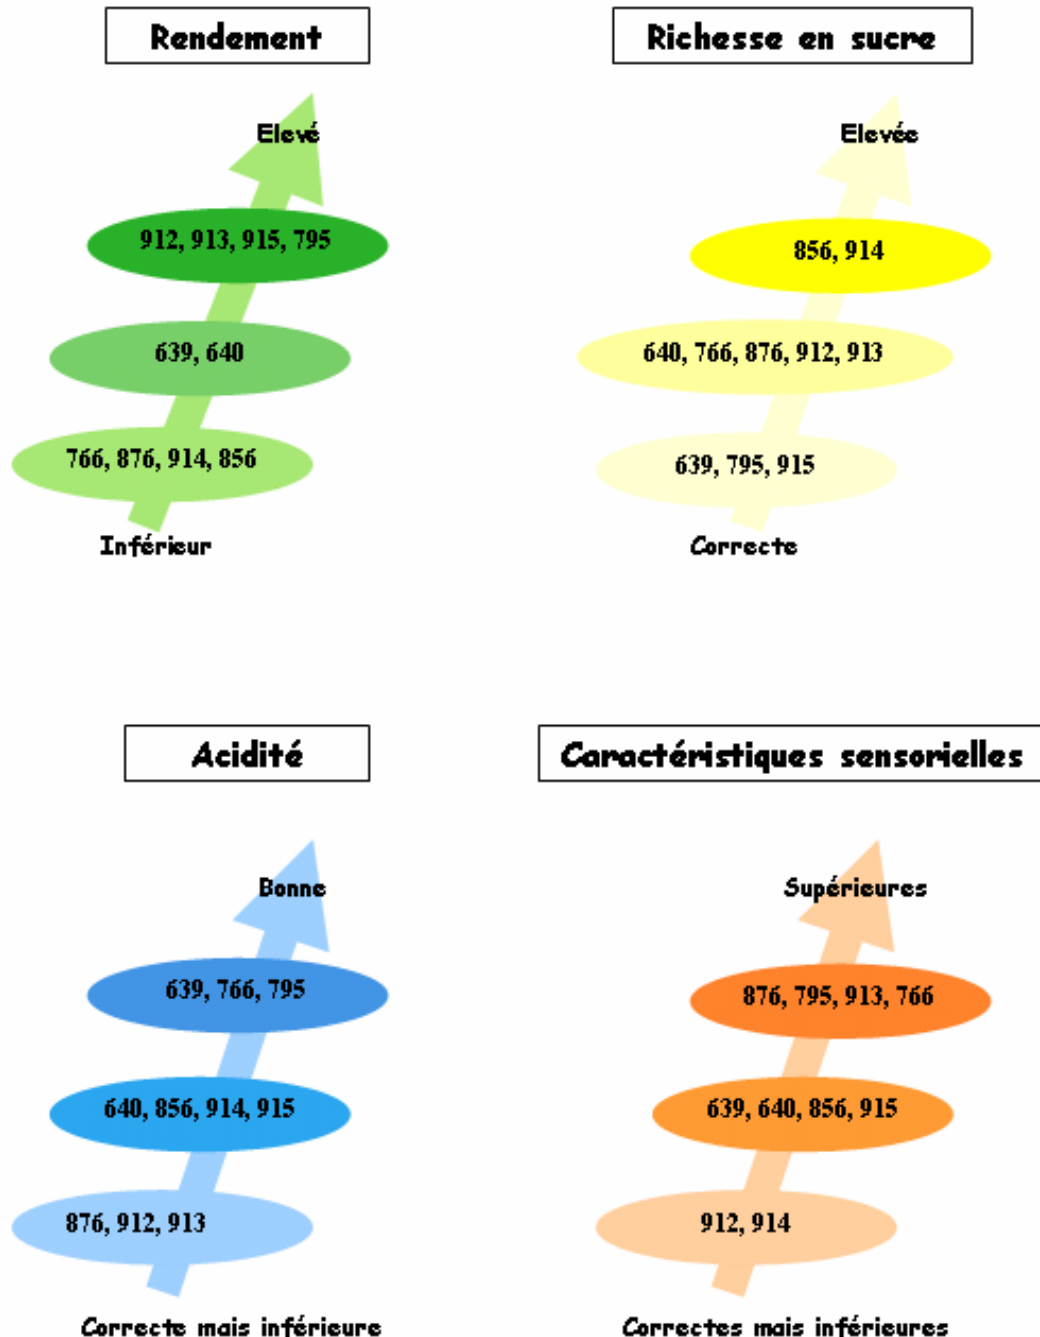 Rendement
Elevé
912, 913, 915, 795
639, 640
766, 876, 914, 856
Inférieur
Richesse en sucre
Elevée
856, 914
640, 766, 876, 912, 913
639, 795, 915
Correcte
Acidité
Bonne
639, 766, 795
640, 856, 914, 915
876, 912, 913
Correcte mais inférieure
Caractéristiques sensorielles
Supérieures
876, 795, 913, 766
639, 640, 856, 915
912, 914
Correctes mais inférieures